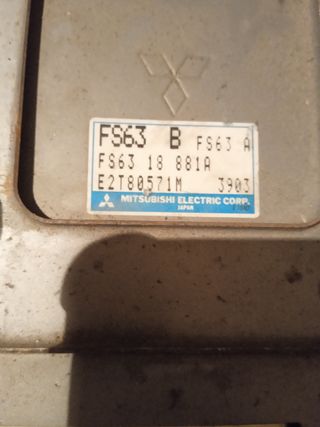 FS63 B FS63 A
FS63 18 881A
E2T80571M 3903
MITSUBISHI ELECTRIC CORP.
JAPAN